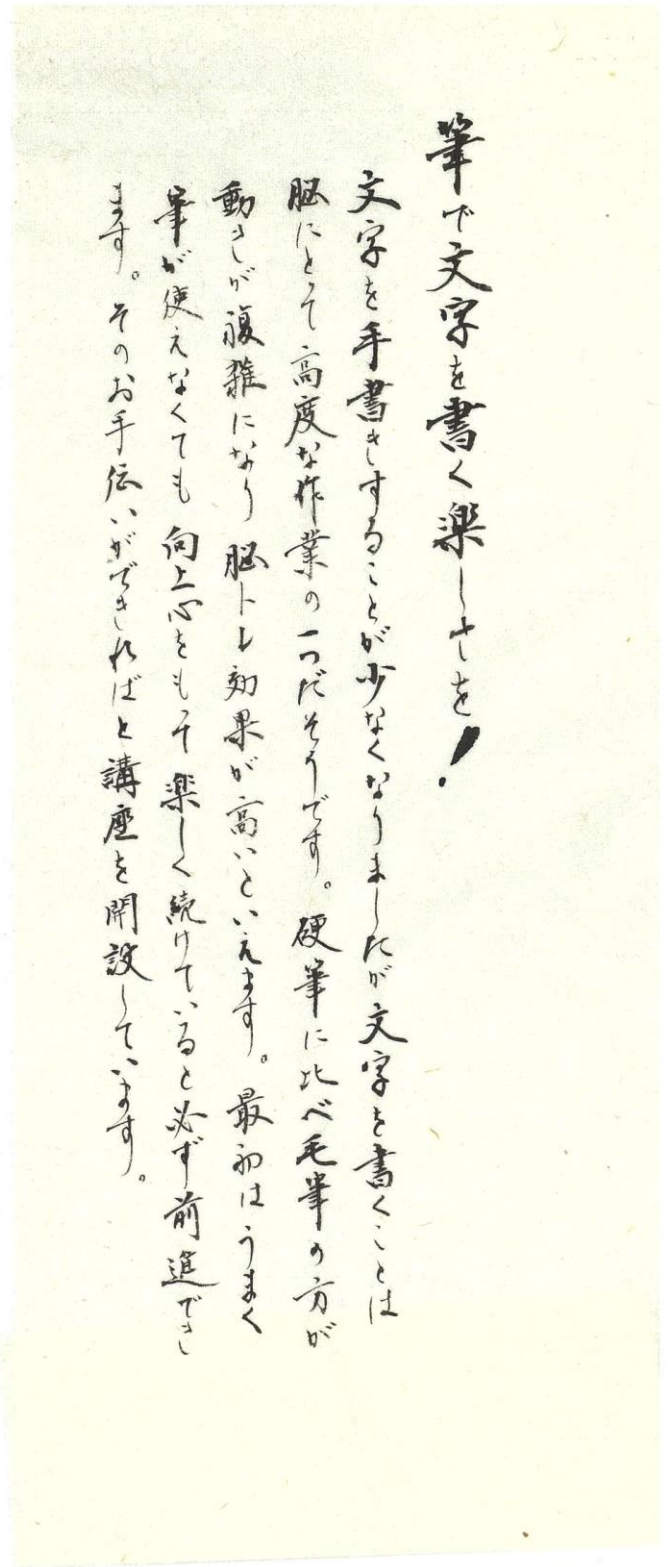 筆で文字を書く楽しさを!
文字を手書きすることが少なくなりましたが文字を書くことは
脳にとって高度な作業の一つだそうです。硬筆に比べ毛筆の方が
動きが複雑になり脳トレ効果が高いといえます。最初はうまく
筆が使えなくても向上心をもって楽しく続けていると必ず前進でき
ます。そのお手伝いができればと講座を開設しています。